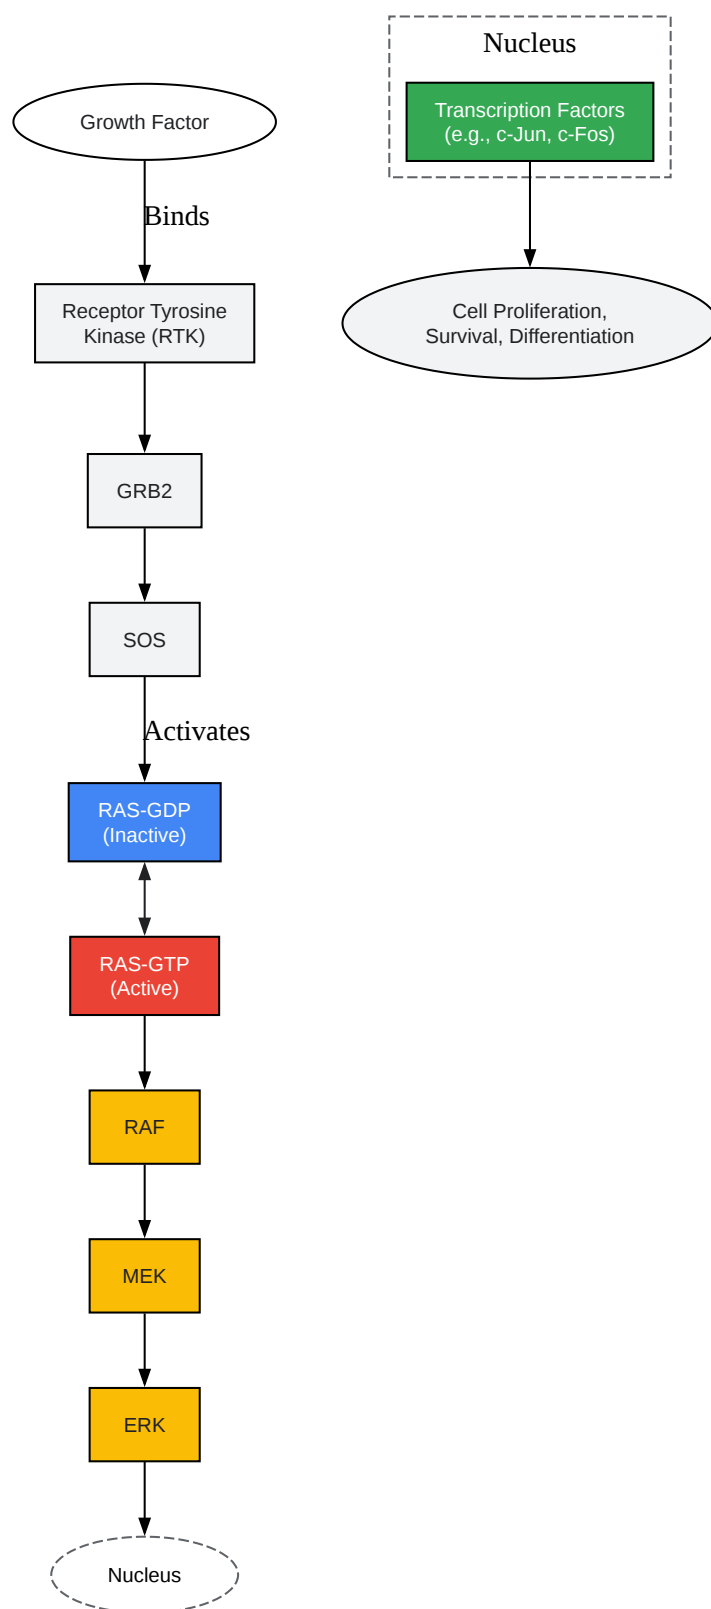 Growth Factor
Binds
Receptor Tyrosine
Kinase (RTK)
GRB2
SOS
Activates
RAS-GDP
(Inactive)
RAS-GTP
(Active)
RAF
MEK
ERK
Nucleus
Nucleus
Transcription Factors
(e.g., c-Jun, c-Fos)
Cell Proliferation,
Survival, Differentiation